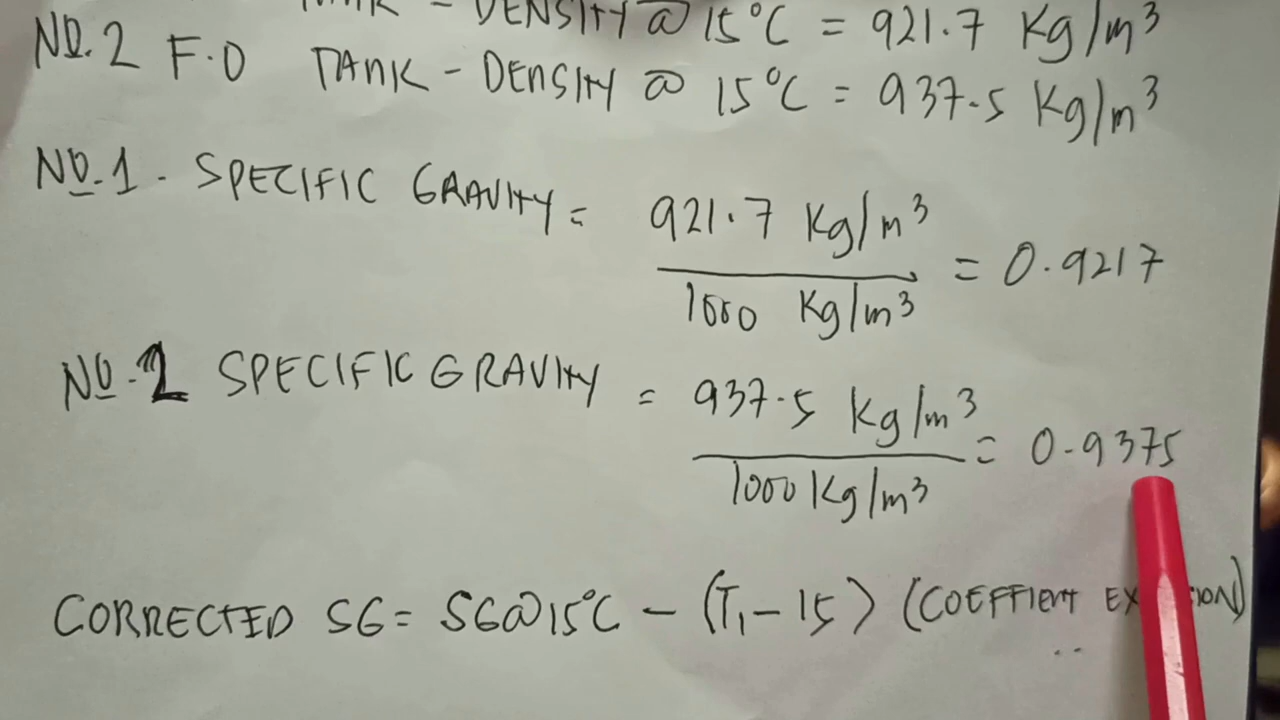 TANK - DENSITY @ 15°C = 921.7 Kg/m³
NO. 2 F.O TANK - DENSITY @ 15°C = 937.5 Kg/m³
NO. 1 - SPECIFIC GRAVITY = 921.7 Kg/m³ / 1000 Kg/m³ = 0.9217
NO. 2 SPECIFIC GRAVITY = 937.5 Kg/m³ / 1000 Kg/m³ = 0.9375
CORRECTED SG = SG@15°C - (T₁ - 15) (COEFFIENT